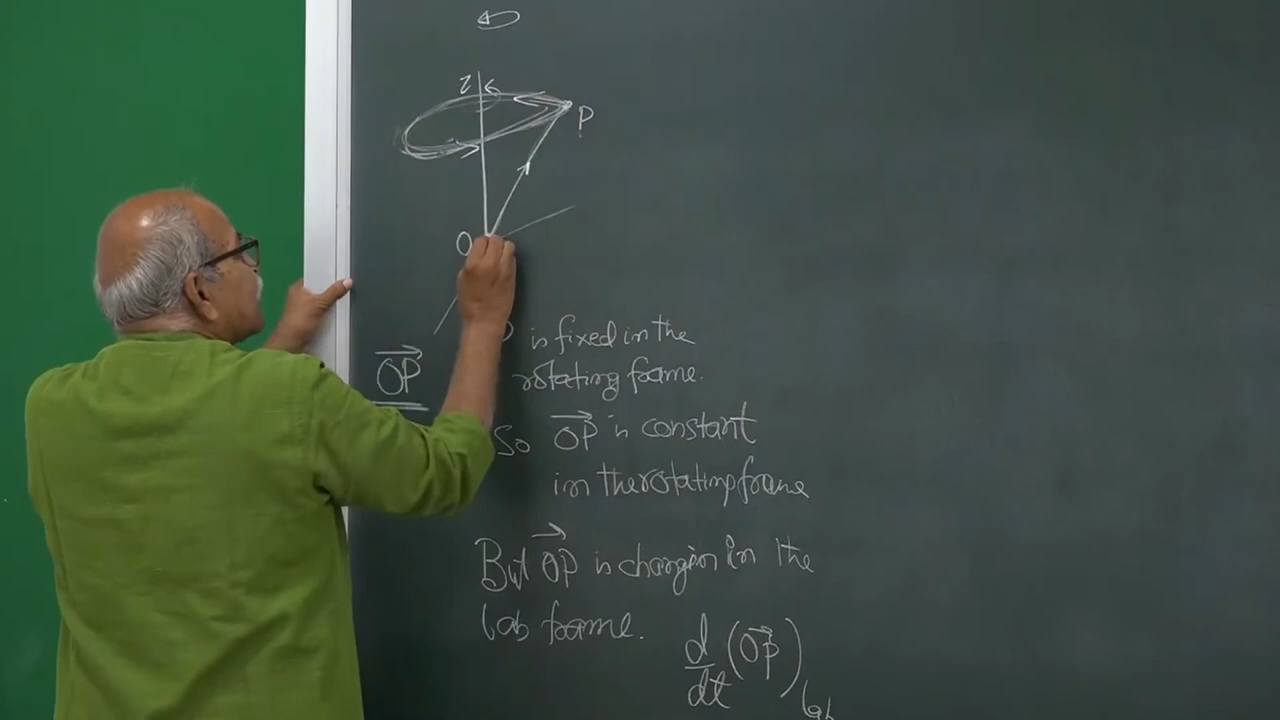 Z
P
O
P is fixed in the
rotating frame.
OP
So OP is constant
in the rotating frame
But OP is changin in the
lab frame.
d/dt (OP) lab